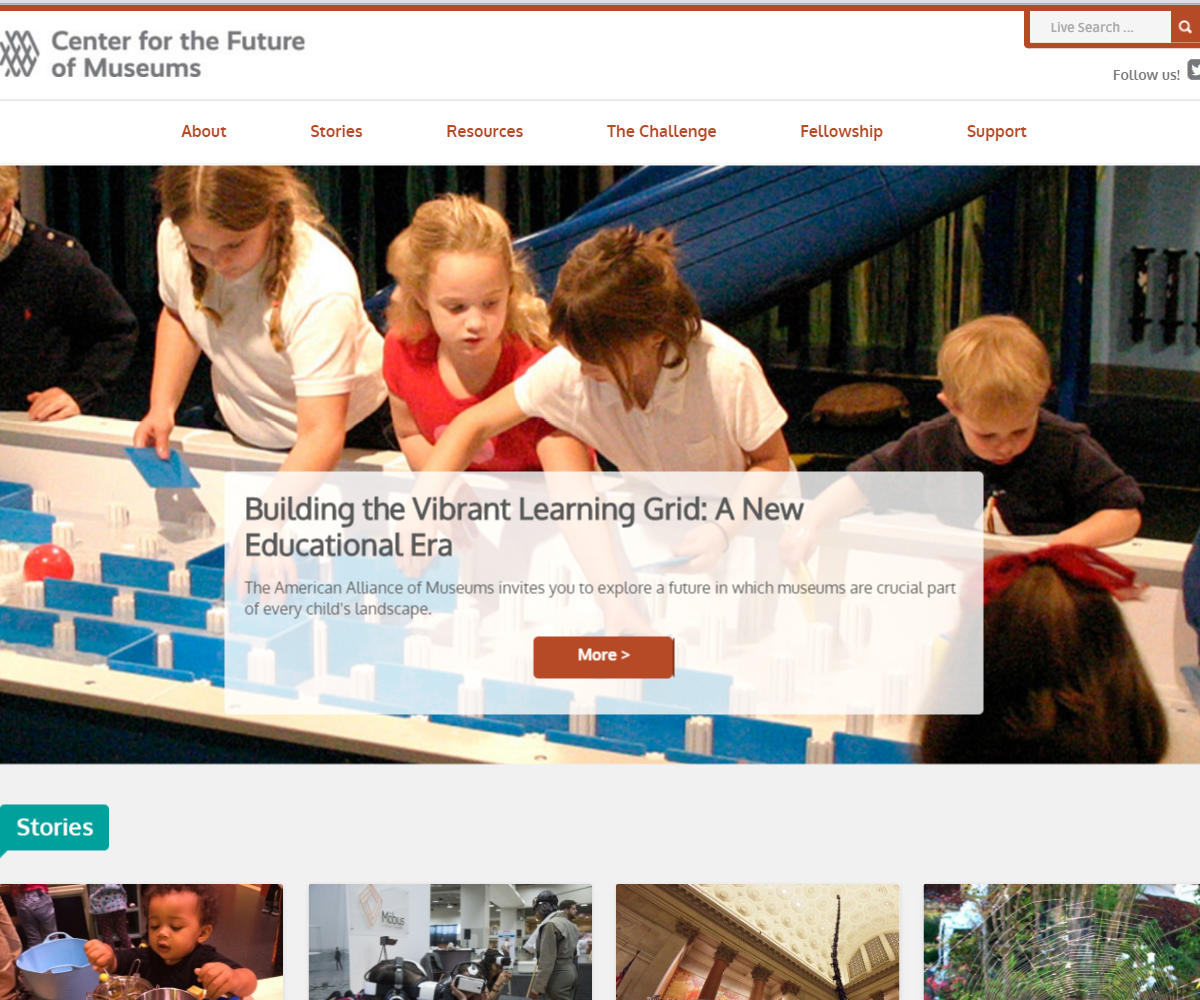 Center for the Future
of Museums
Live Search ...
Follow us!
About Stories Resources The Challenge Fellowship Support
Building the Vibrant Learning Grid: A New
Educational Era
The American Alliance of Museums invites you to explore a future in which museums are crucial part
of every child's landscape.
More >
Stories
Möbius